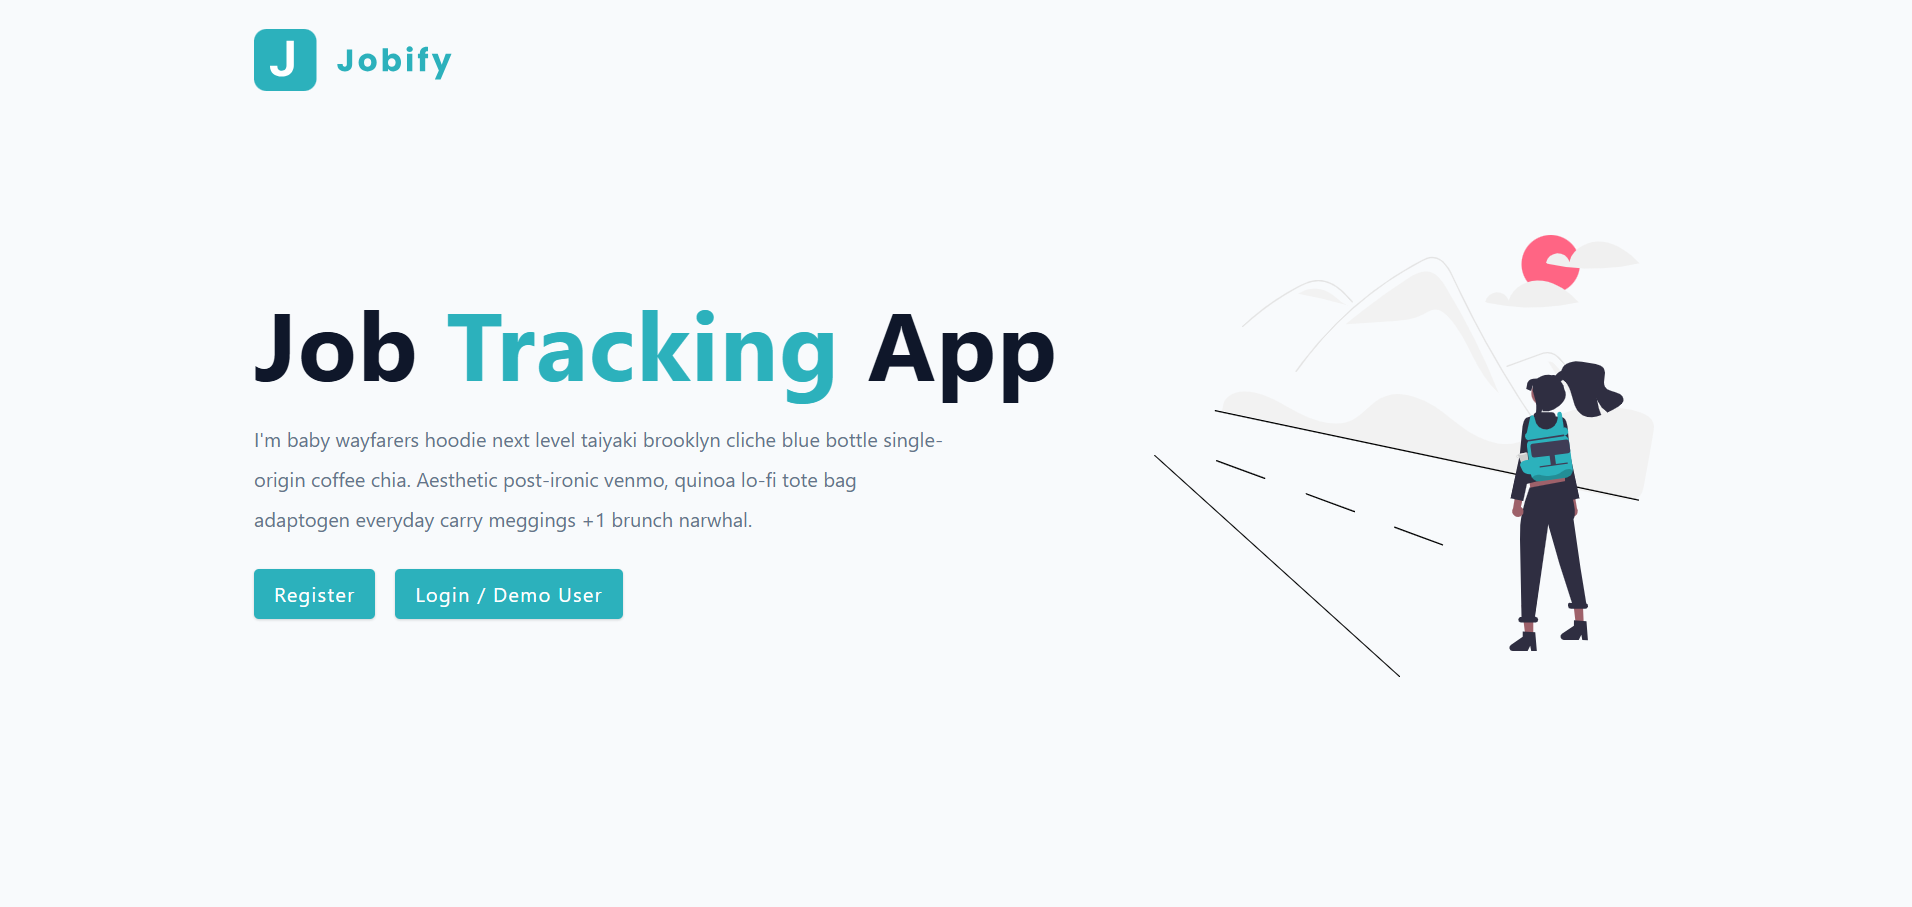 J Jobify
Job Tracking App
I'm baby wayfarers hoodie next level taiyaki brooklyn cliche blue bottle single-
origin coffee chia. Aesthetic post-ironic venmo, quinoa lo-fi tote bag
adaptogen everyday carry meggings +1 brunch narwhal.
Register Login / Demo User